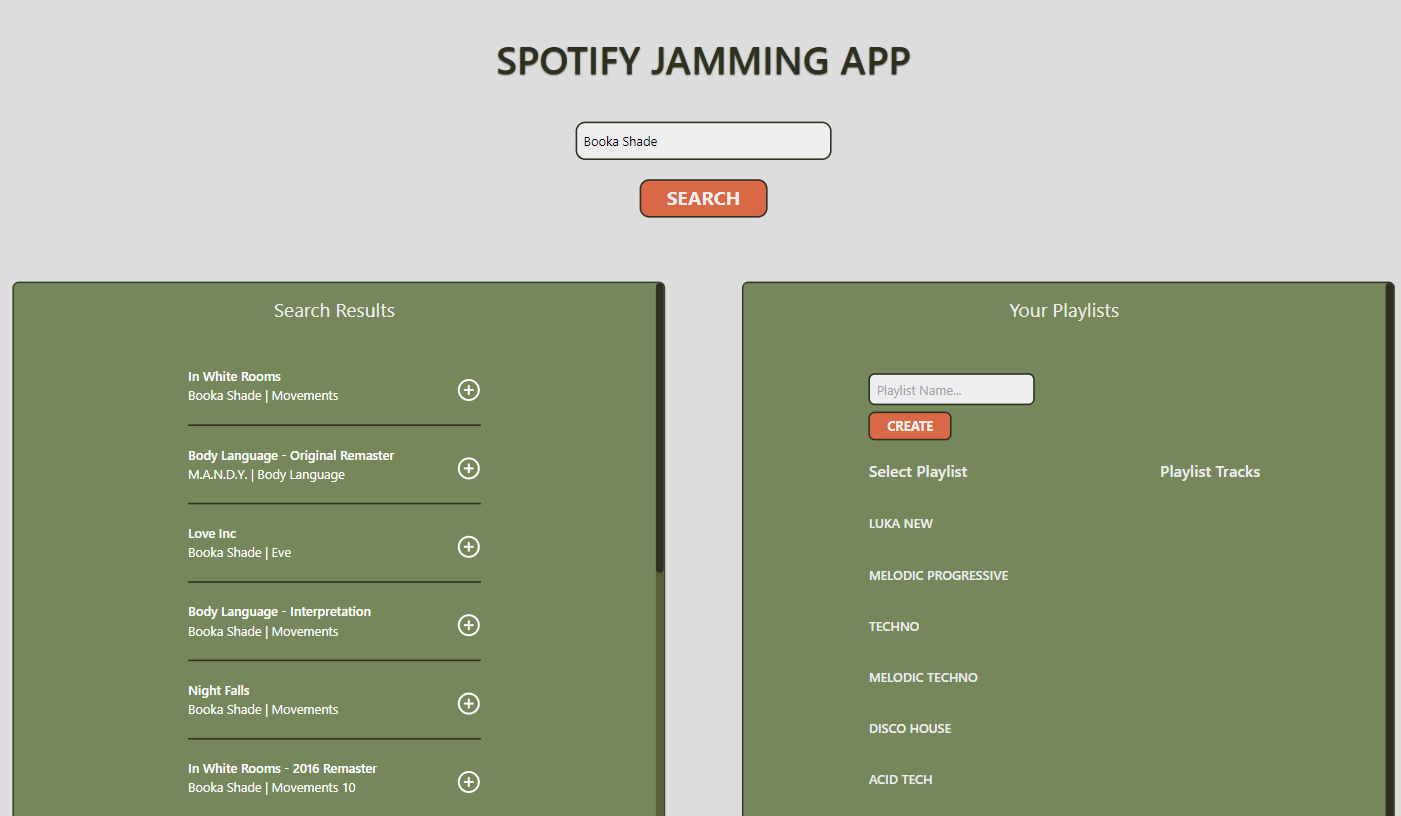 SPOTIFY JAMMING APP
Booka Shade
SEARCH
Search Results
In White Rooms
Booka Shade | Movements
Body Language - Original Remaster
M.A.N.D.Y. | Body Language
Love Inc
Booka Shade | Eve
Body Language - Interpretation
Booka Shade | Movements
Night Falls
Booka Shade | Movements
In White Rooms - 2016 Remaster
Booka Shade | Movements 10
Your Playlists
Playlist Name...
CREATE
Select Playlist
Playlist Tracks
LUKA NEW
MELODIC PROGRESSIVE
TECHNO
MELODIC TECHNO
DISCO HOUSE
ACID TECH